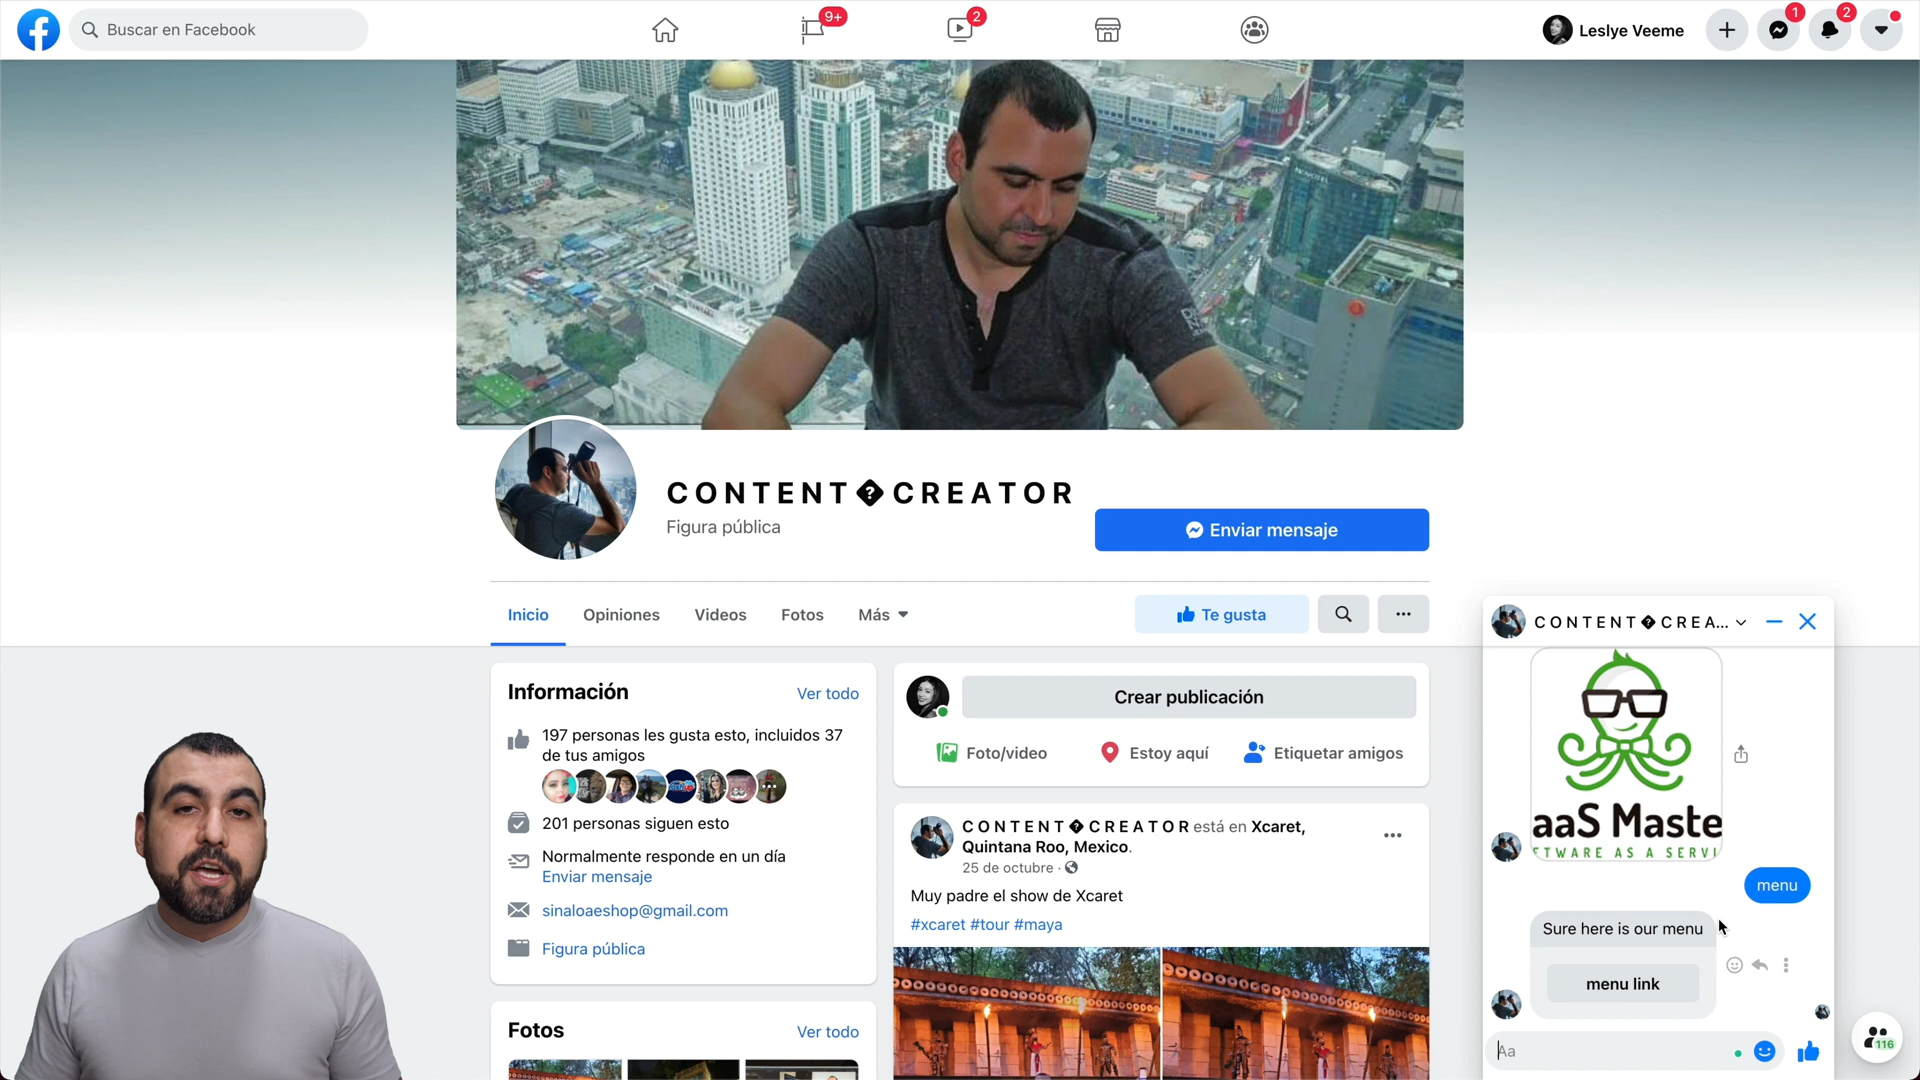 Buscar en Facebook
9+
2
Leslye Veeme
1
2
CONTENT�CREATOR
Figura pública
Enviar mensaje
Inicio
Opiniones
Videos
Fotos
Más
Te gusta
Información
Ver todo
197 personas les gusta esto, incluidos 37
de tus amigos
201 personas siguen esto
Normalmente responde en un día
Enviar mensaje
sinaloaeshop@gmail.com
Figura pública
Fotos
Ver todo
Crear publicación
Foto/video
Estoy aquí
Etiquetar amigos
CONTENT�CREATOR está en Xcaret,
Quintana Roo, Mexico.
25 de octubre ·
Muy padre el show de Xcaret
#xcaret #tour #maya
CONTENT�CREA...
aaS Maste
FTWARE AS A SERVI
menu
Sure here is our menu
menu link
Aa
116